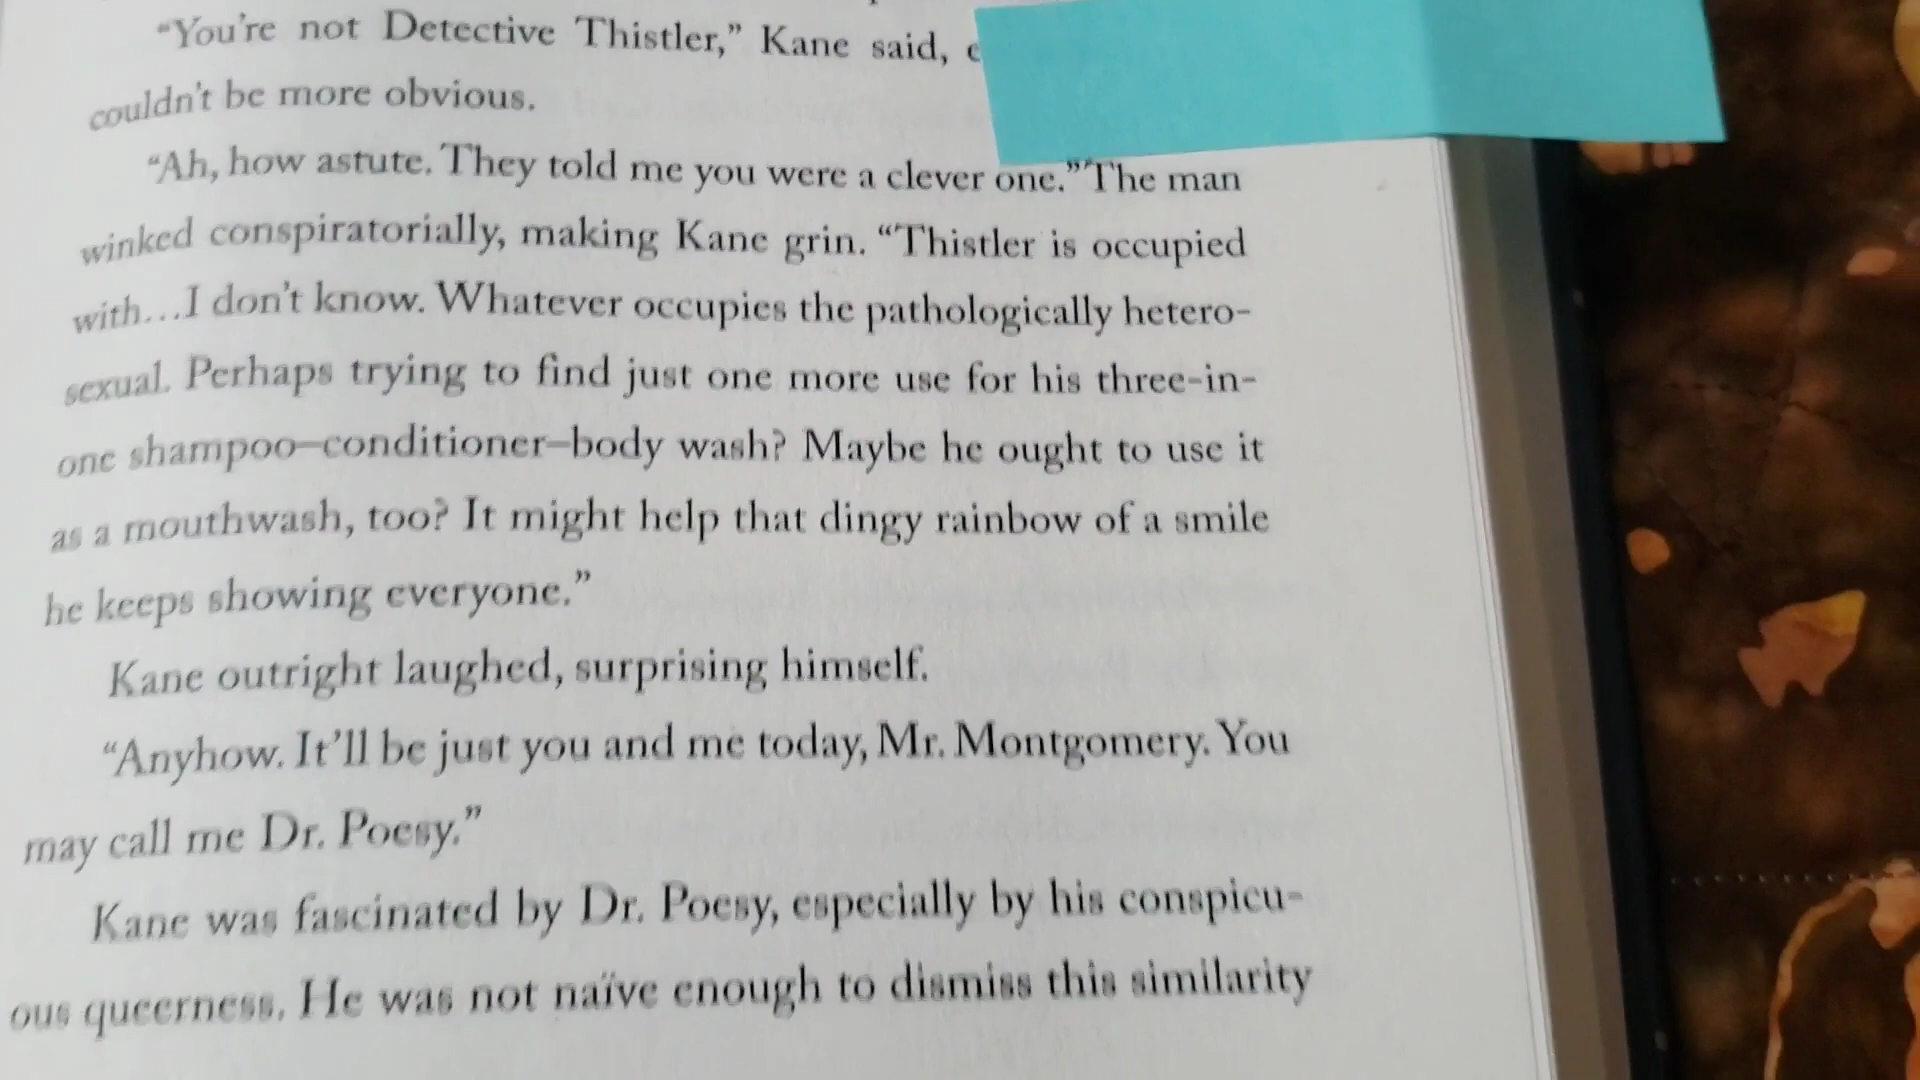 “You’re not Detective Thistler,” Kane said,
couldn’t be more obvious.
“Ah, how astute. They told me you were a clever one.” The man
winked conspiratorially, making Kane grin. “Thistler is occupied
with…I don’t know. Whatever occupies the pathologically hetero-
sexual. Perhaps trying to find just one more use for his three-in-
one shampoo–conditioner–body wash? Maybe he ought to use it
as a mouthwash, too? It might help that dingy rainbow of a smile
he keeps showing everyone.”
Kane outright laughed, surprising himself.
“Anyhow. It’ll be just you and me today, Mr. Montgomery. You
may call me Dr. Poesy.”
Kane was fascinated by Dr. Poesy, especially by his conspicu-
ous queerness. He was not naïve enough to dismiss this similarity